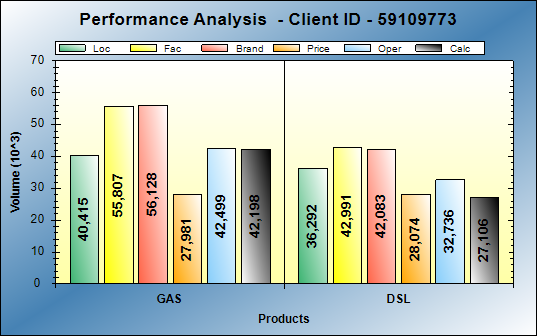 Performance Analysis - Client ID - 59109773
Loc Fac Brand Price Oper Calc
Volume (10^3)
70
60
50
40
30
20
10
0
40,415 55,807 56,128 27,981 42,499 42,198
36,292 42,991 42,083 28,074 32,736 27,106
GAS DSL
Products